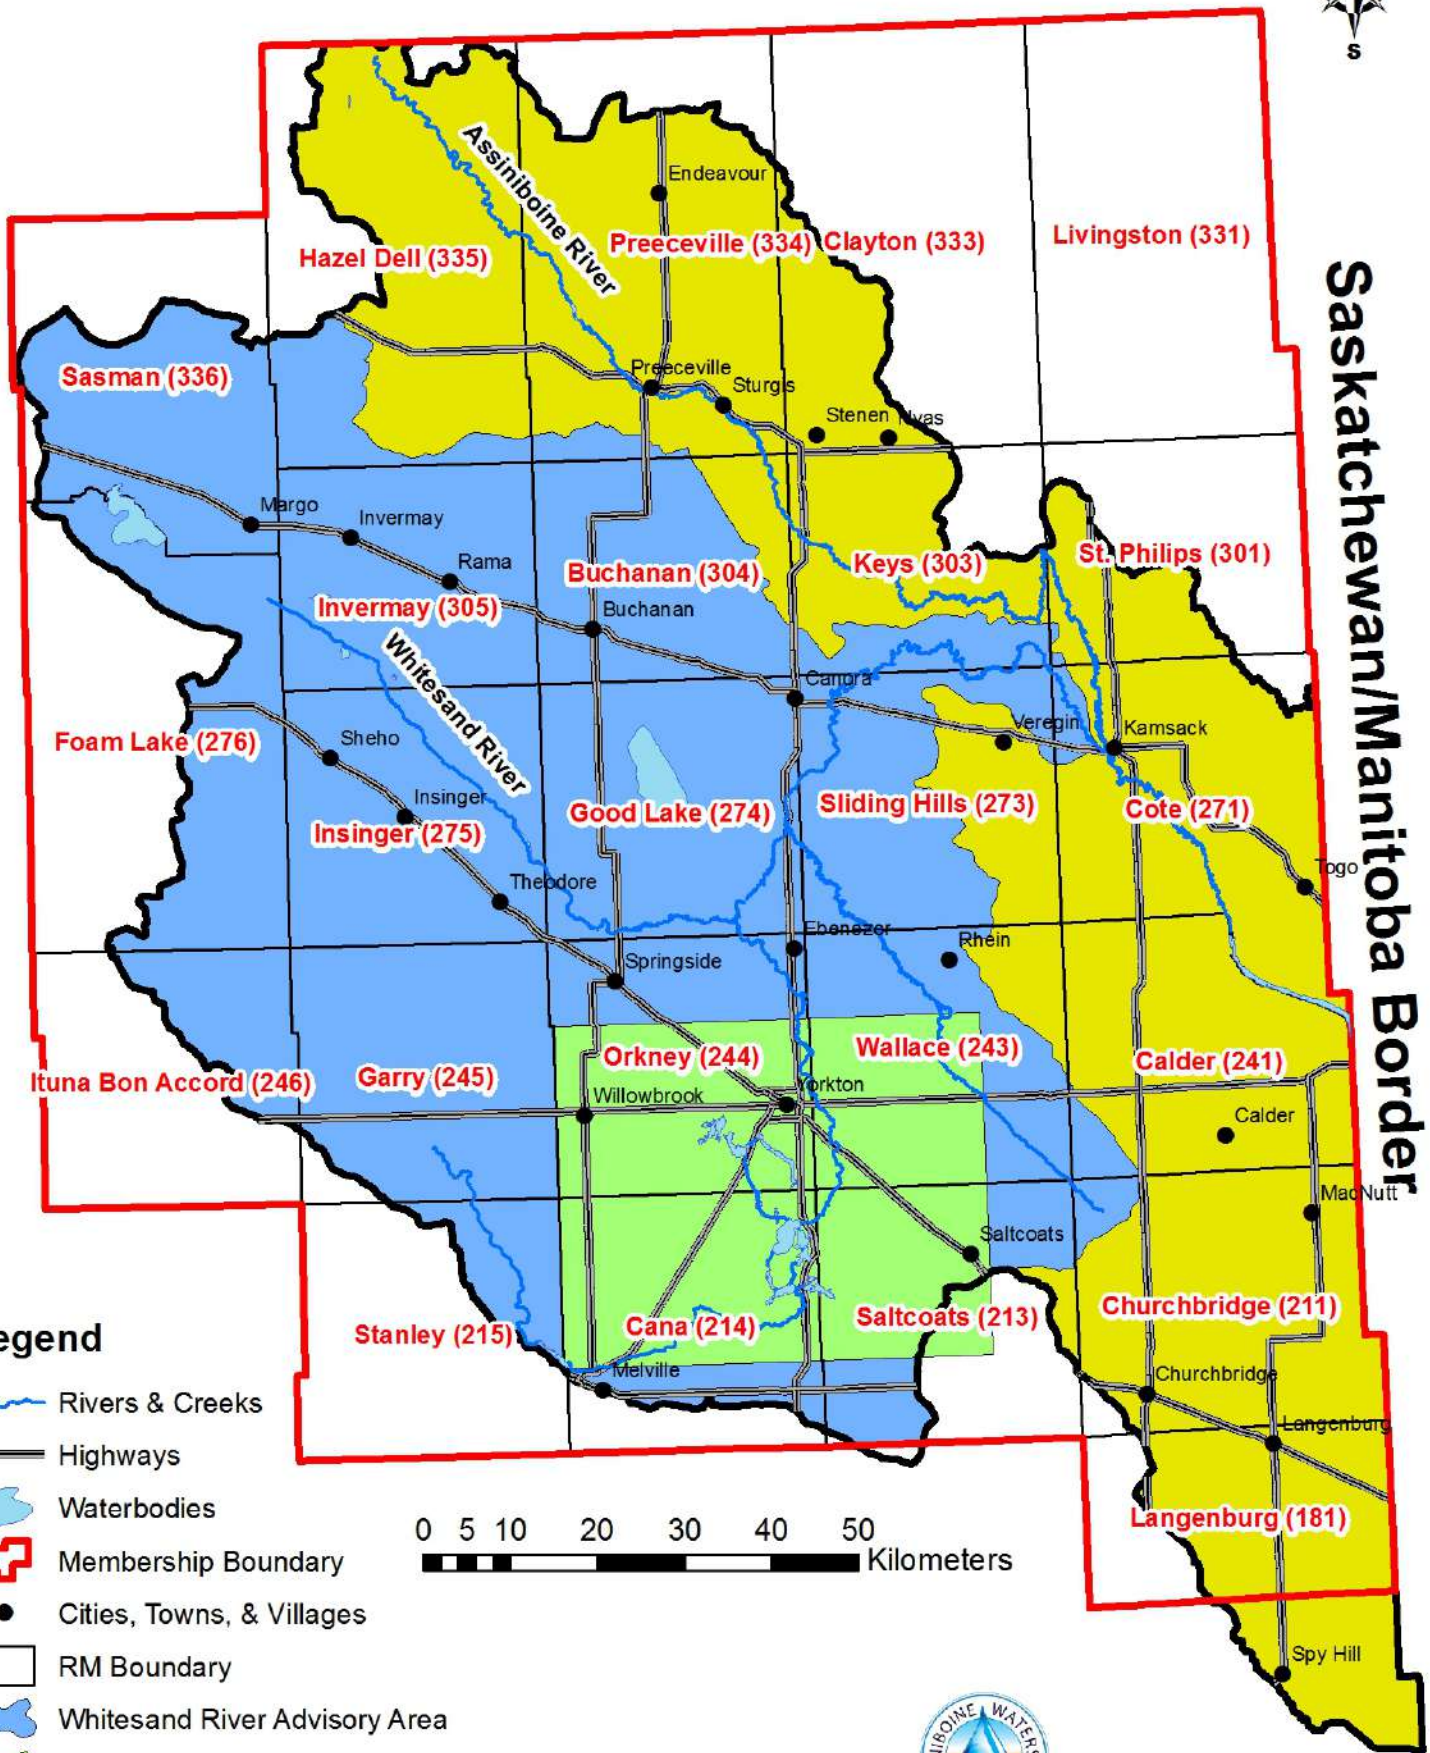 S
Endeavour
Assiniboine River
Preeceville (334)
Clayton (333)
Livingston (331)
Hazel Dell (335)
Saskatchewan/Manitoba Border
Sasman (336)
Preeceville
Sturgis
Stenen
Margo
Invermay
Rama
Buchanan (304)
Keys (303)
St. Philips (301)
Invermay (305)
Buchanan
Whitesand River
Canora
Veregin
Kamsack
Foam Lake (276)
Sheho
Insinger
Good Lake (274)
Sliding Hills (273)
Cote (271)
Insinger (275)
Theodore
Togo
Ebenezer
Rhein
Springside
Orkney (244)
Wallace (243)
Calder (241)
Ituna Bon Accord (246)
Garry (245)
Willowbrook
Yorkton
Calder
MacNutt
Saltcoats
Churchbridge (211)
Saltcoats (213)
Cana (214)
Stanley (215)
Melville
Churchbridge
Langenburg
Langenburg (181)
Spy Hill
egend
Rivers & Creeks
Highways
Waterbodies
Membership Boundary
Cities, Towns, & Villages
RM Boundary
Whitesand River Advisory Area
0 5 10 20 30 40 50
Kilometers